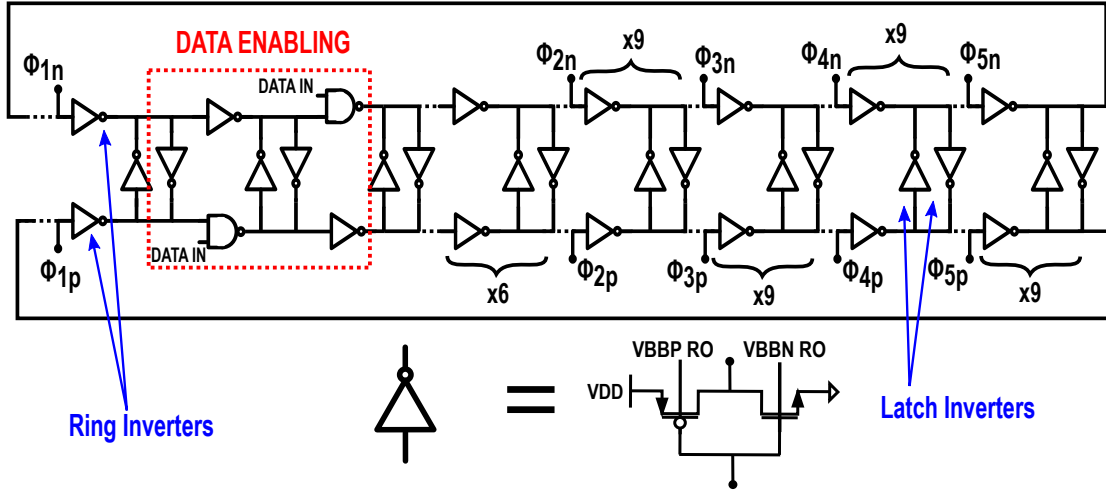 DATA ENABLING
x9
x9
Φ1n
Φ2n
Φ3n
Φ4n
Φ5n
DATA IN
DATA IN
Φ1p
Φ2p
Φ3p
Φ4p
Φ5p
x6
x9
x9
VBBP RO
VBBN RO
VDD
Ring Inverters
=
Latch Inverters